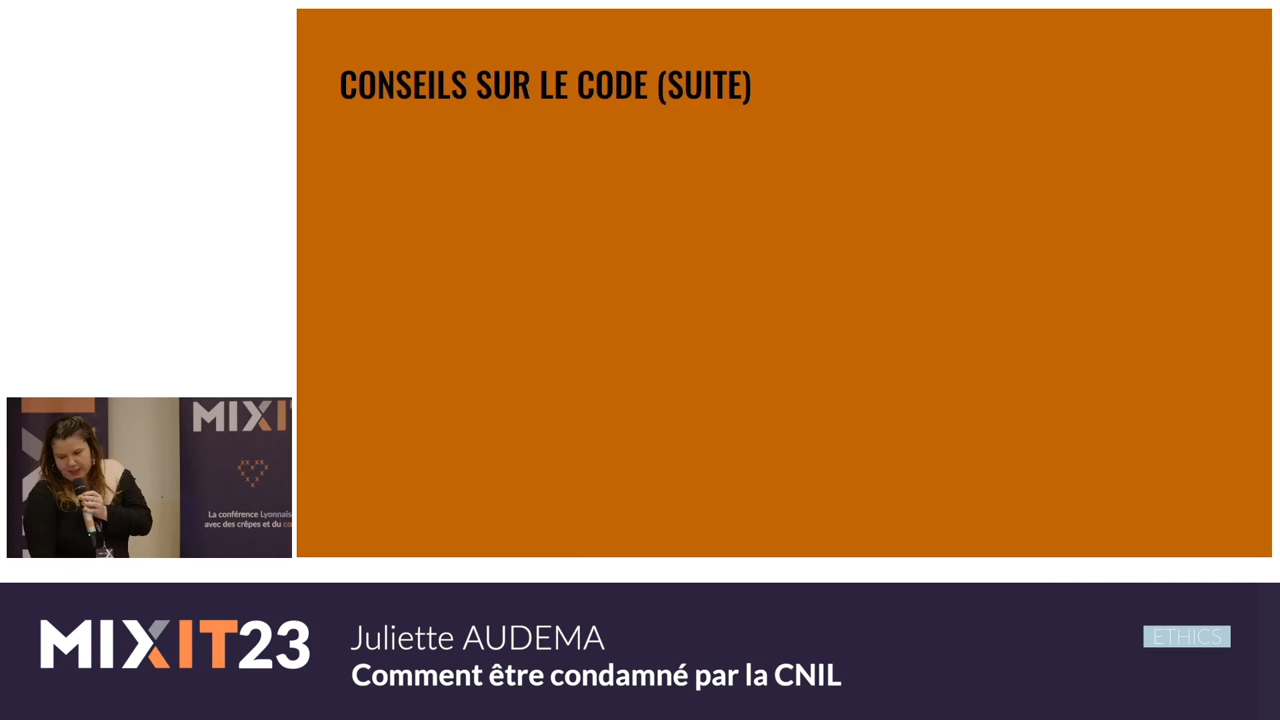 CONSEILS SUR LE CODE (SUITE)
MIXIT
La conférence Lyonnais
avec des crêpes et du
MIXIT23
Juliette AUDEMA
Comment être condamné par la CNIL
ETHICS